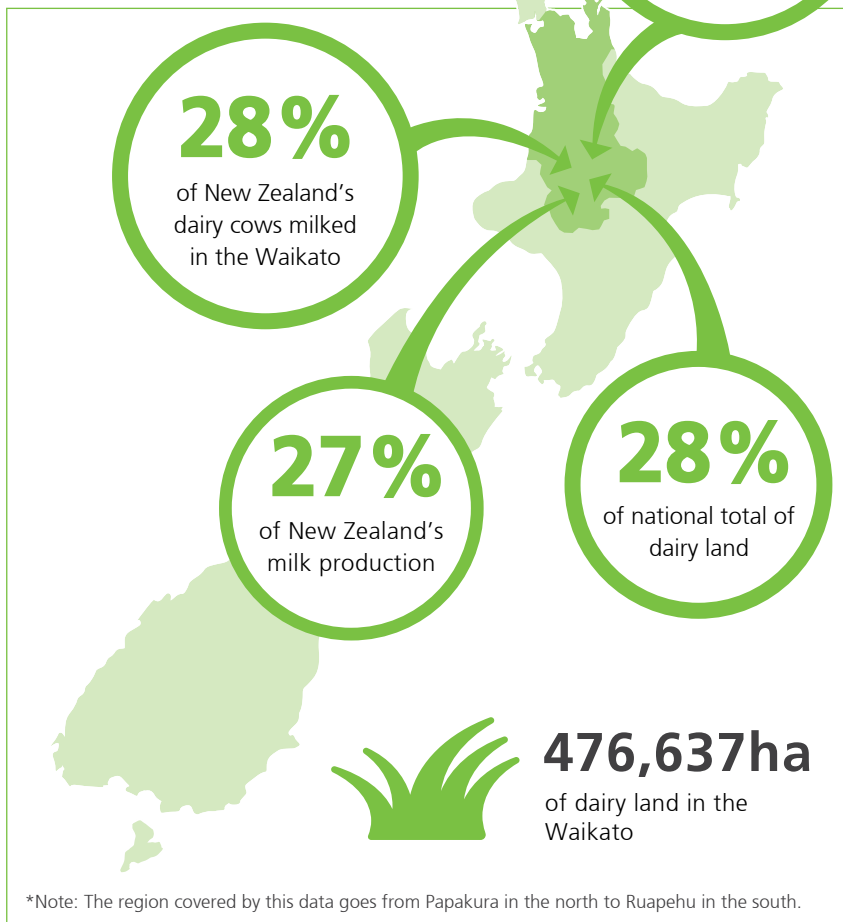 28%
of New Zealand's
dairy cows milked
in the Waikato
27%
of New Zealand's
milk production
28%
of national total of
dairy land
476,637ha
of dairy land in the
Waikato
*Note: The region covered by this data goes from Papakura in the north to Ruapehu in the south.